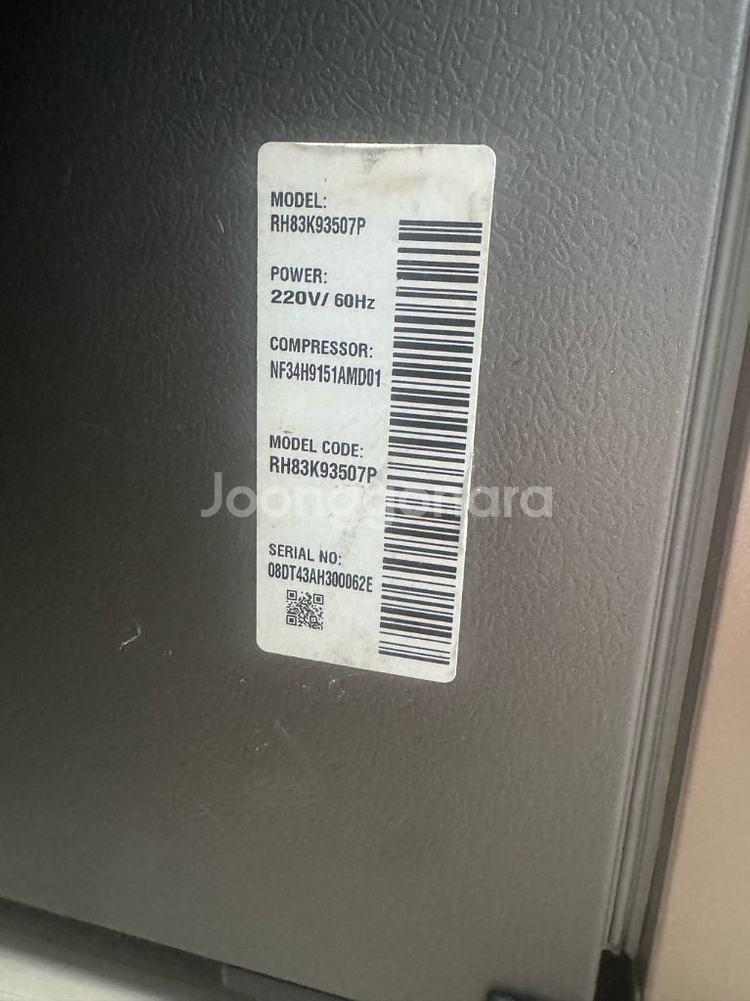 MODEL:
RH83K93507P
POWER:
220V/ 60Hz
COMPRESSOR:
NF34H9151AMD01
MODEL CODE:
RH83K93507P
Joonggonara
SERIAL NO:
08DT43AH300062E